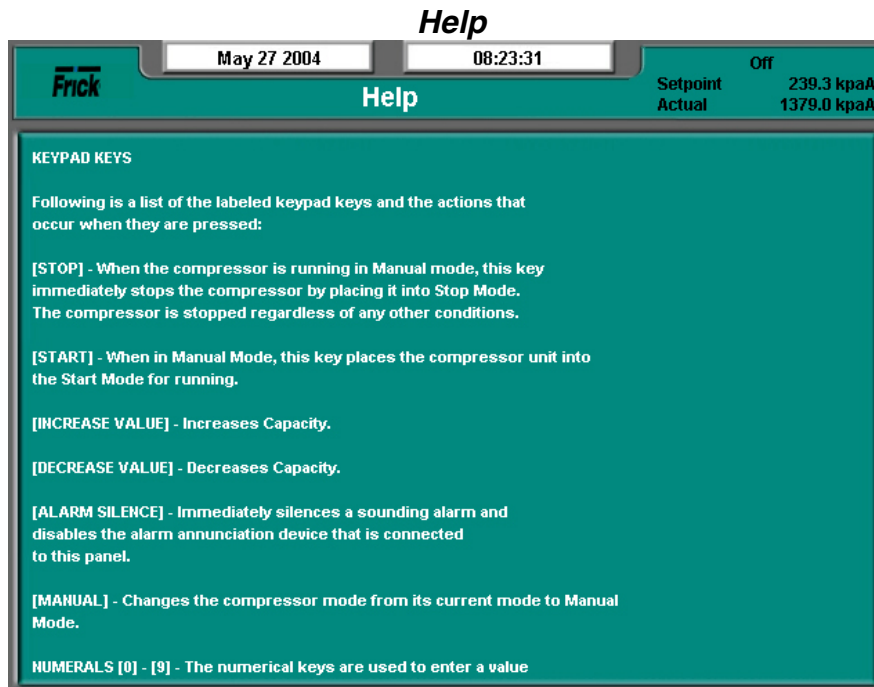 Help
May 27 2004
08:23:31
Off
Frick
Help
Setpoint 239.3 kpaA
Actual 1379.0 kpaA
KEYPAD KEYS
Following is a list of the labeled keypad keys and the actions that
occur when they are pressed:
[STOP] - When the compressor is running in Manual mode, this key
immediately stops the compressor by placing it into Stop Mode.
The compressor is stopped regardless of any other conditions.
[START] - When in Manual Mode, this key places the compressor unit into
the Start Mode for running.
[INCREASE VALUE] - Increases Capacity.
[DECREASE VALUE] - Decreases Capacity.
[ALARM SILENCE] - Immediately silences a sounding alarm and
disables the alarm annunciation device that is connected
to this panel.
[MANUAL] - Changes the compressor mode from its current mode to Manual
Mode.
NUMERALS [0] - [9] - The numerical keys are used to enter a value